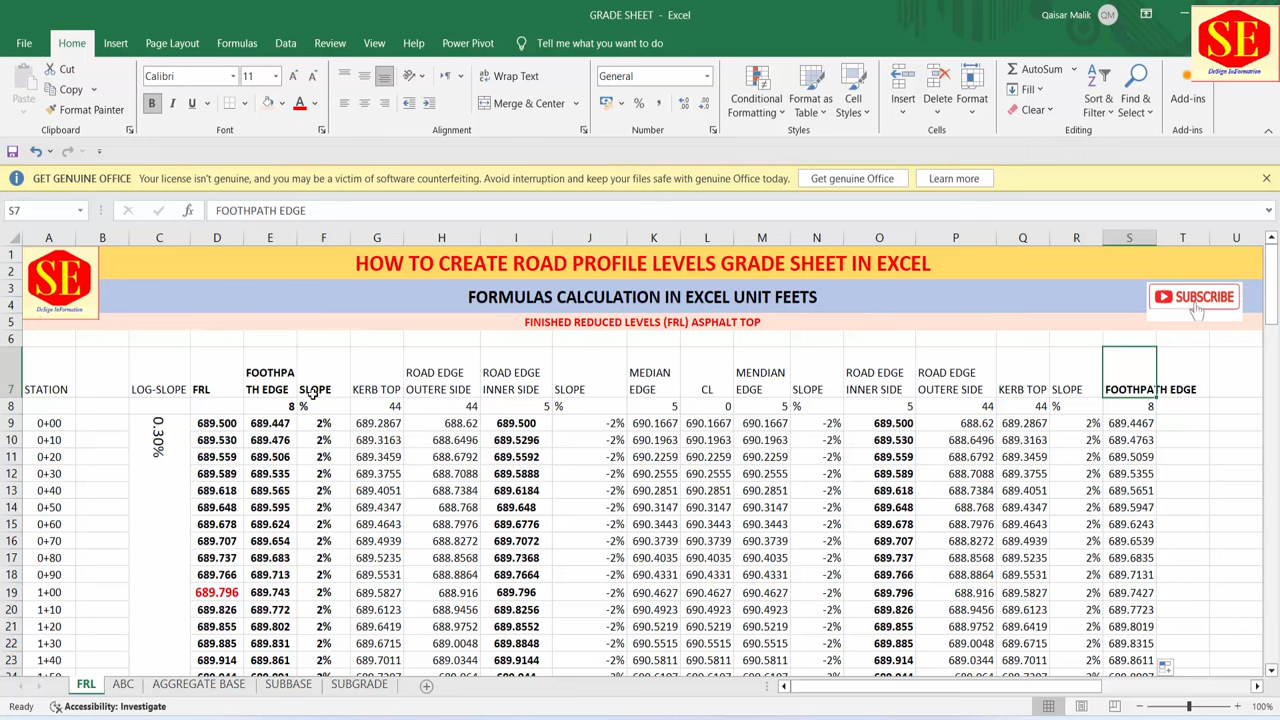 GRADE SHEET - Excel
Qaisar Malik QM
SE
DeSign InFormation
File Home Insert Page Layout Formulas Data Review View Help Power Pivot Tell me what you want to do
Cut
Copy
Format Painter
Paste
Calibri 11
B I U
Wrap Text
Merge & Center
General
Conditional Formatting
Format as Table
Cell Styles
Insert Delete Format
AutoSum
Fill
Clear
Sort & Filter
Find & Select
Add-ins
Clipboard Font Alignment Number Styles Cells Editing Add-ins
GET GENUINE OFFICE Your license isn't genuine, and you may be a victim of software counterfeiting. Avoid interruption and keep your files safe with genuine Office today. Get genuine Office Learn more
S7 fx FOOTHPATH EDGE
A B C D E F G H I J K L M N O P Q R S T U
1 HOW TO CREATE ROAD PROFILE LEVELS GRADE SHEET IN EXCEL
2
3 FORMULAS CALCULATION IN EXCEL UNIT FEETS
4
SE
DeSign InFormation
SUBSCRIBE
5 FINISHED REDUCED LEVELS (FRL) ASPHALT TOP
6
7 STATION LOG-SLOPE FRL FOOTHPATH EDGE SLOPE KERB TOP ROAD EDGE OUTERE SIDE ROAD EDGE INNER SIDE SLOPE MEDIAN EDGE CL MENDIAN EDGE SLOPE ROAD EDGE INNER SIDE ROAD EDGE OUTERE SIDE KERB TOP SLOPE FOOTHPATH EDGE
8 8 % 44 44 5 % 5 0 5 % 5 44 44 % 8
0.30%
9 0+00 689.500 689.447 2% 689.2867 688.62 689.500 -2% 690.1667 690.1667 690.1667 -2% 689.500 688.62 689.2867 2% 689.4467
10 0+10 689.530 689.476 2% 689.3163 688.6496 689.5296 -2% 690.1963 690.1963 690.1963 -2% 689.530 688.6496 689.3163 2% 689.4763
11 0+20 689.559 689.506 2% 689.3459 688.6792 689.5592 -2% 690.2259 690.2259 690.2259 -2% 689.559 688.6792 689.3459 2% 689.5059
12 0+30 689.589 689.535 2% 689.3755 688.7088 689.5888 -2% 690.2555 690.2555 690.2555 -2% 689.589 688.7088 689.3755 2% 689.5355
13 0+40 689.618 689.565 2% 689.4051 688.7384 689.6184 -2% 690.2851 690.2851 690.2851 -2% 689.618 688.7384 689.4051 2% 689.5651
14 0+50 689.648 689.595 2% 689.4347 688.768 689.648 -2% 690.3147 690.3147 690.3147 -2% 689.648 688.768 689.4347 2% 689.5947
15 0+60 689.678 689.624 2% 689.4643 688.7976 689.6776 -2% 690.3443 690.3443 690.3443 -2% 689.678 688.7976 689.4643 2% 689.6243
16 0+70 689.707 689.654 2% 689.4939 688.8272 689.7072 -2% 690.3739 690.3739 690.3739 -2% 689.707 688.8272 689.4939 2% 689.6539
17 0+80 689.737 689.683 2% 689.5235 688.8568 689.7368 -2% 690.4035 690.4035 690.4035 -2% 689.737 688.8568 689.5235 2% 689.6835
18 0+90 689.766 689.713 2% 689.5531 688.8864 689.7664 -2% 690.4331 690.4331 690.4331 -2% 689.766 688.8864 689.5531 2% 689.7131
19 1+00 689.796 689.743 2% 689.5827 688.916 689.796 -2% 690.4627 690.4627 690.4627 -2% 689.796 688.916 689.5827 2% 689.7427
20 1+10 689.826 689.772 2% 689.6123 688.9456 689.8256 -2% 690.4923 690.4923 690.4923 -2% 689.826 688.9456 689.6123 2% 689.7723
21 1+20 689.855 689.802 2% 689.6419 688.9752 689.8552 -2% 690.5219 690.5219 690.5219 -2% 689.855 688.9752 689.6419 2% 689.8019
22 1+30 689.885 689.831 2% 689.6715 689.0048 689.8848 -2% 690.5515 690.5515 690.5515 -2% 689.885 689.0048 689.6715 2% 689.8315
23 1+40 689.914 689.861 2% 689.7011 689.0344 689.9144 -2% 690.5811 690.5811 690.5811 -2% 689.914 689.0344 689.7011 2% 689.8611
FRL ABC AGGREGATE BASE SUBBASE SUBGRADE
Ready Accessibility: Investigate 100%